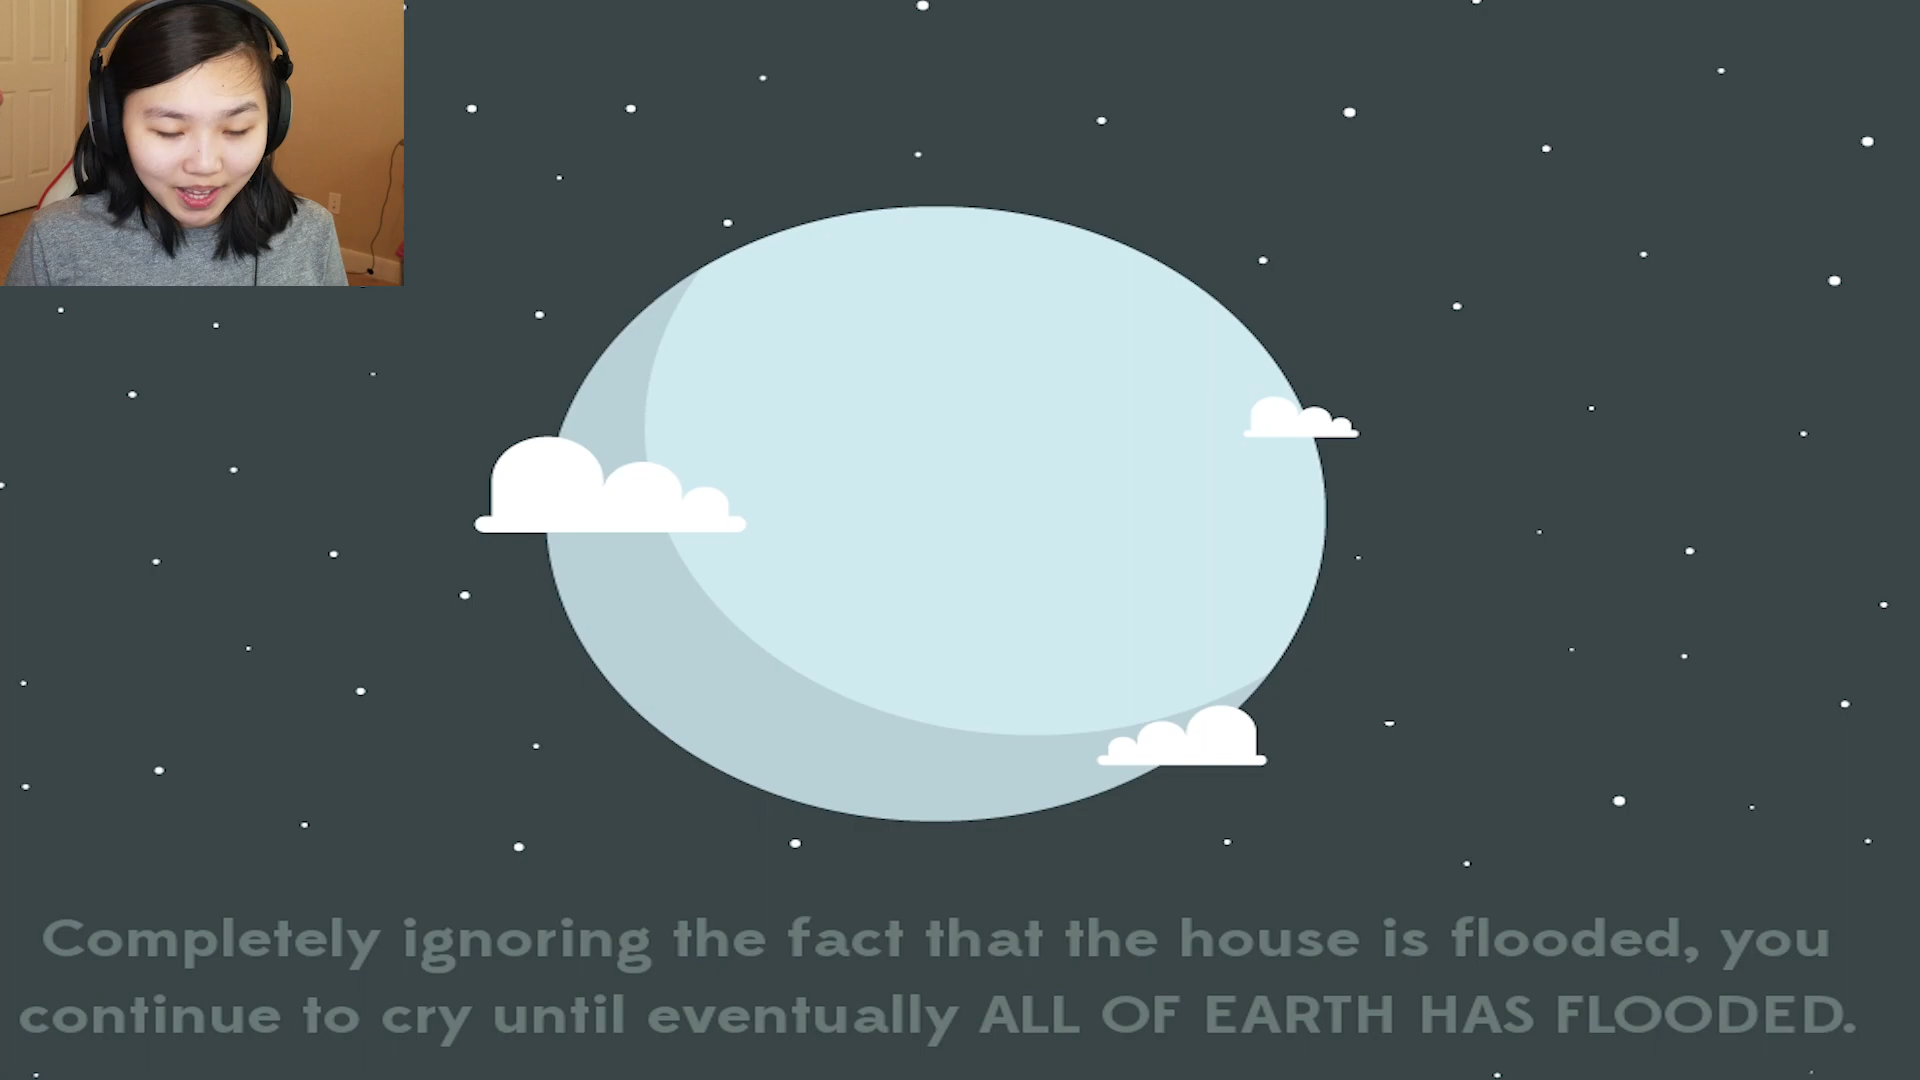 Completely ignoring the fact that the house is flooded, you
continue to cry until eventually ALL OF EARTH HAS FLOODED.